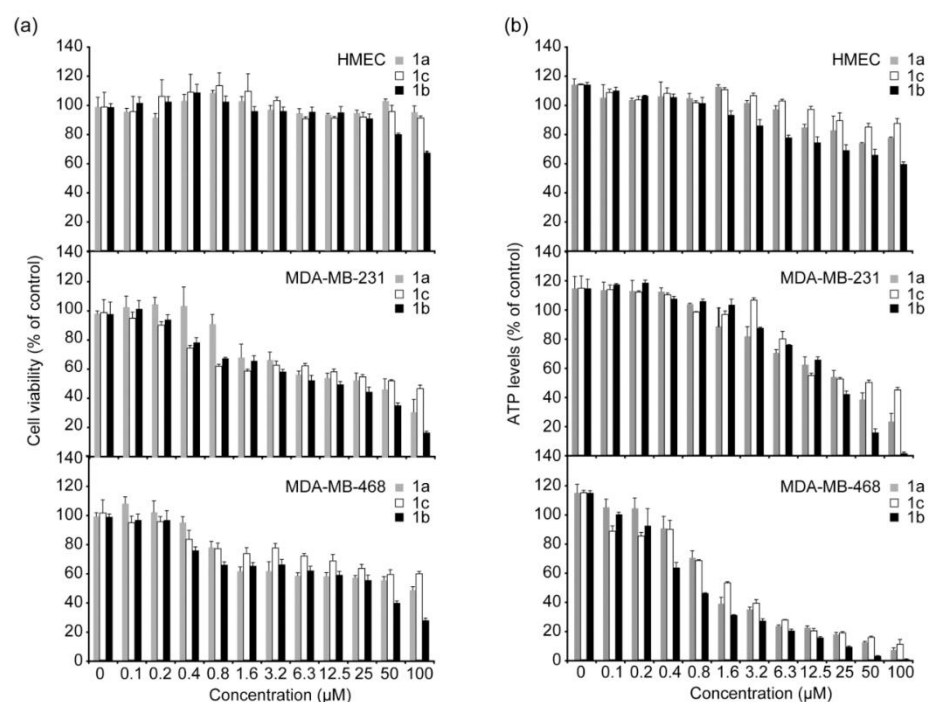 (a)
Cell viability (% of control)
140
120
100
80
60
40
20
HMEC
1a
1c
1b
140
120
100
80
60
40
20
MDA-MB-231
1a
1c
1b
140
120
100
80
60
40
20
0
MDA-MB-468
1a
1c
1b
0 0.1 0.2 0.4 0.8 1.6 3.2 6.3 12.5 25 50 100
Concentration (µM)
(b)
ATP levels (% of control)
140
120
100
80
60
40
20
HMEC
1a
1c
1b
140
120
100
80
60
40
20
MDA-MB-231
1a
1c
1b
140
120
100
80
60
40
20
0
MDA-MB-468
1a
1c
1b
0 0.1 0.2 0.4 0.8 1.6 3.2 6.3 12.5 25 50 100
Concentration (µM)